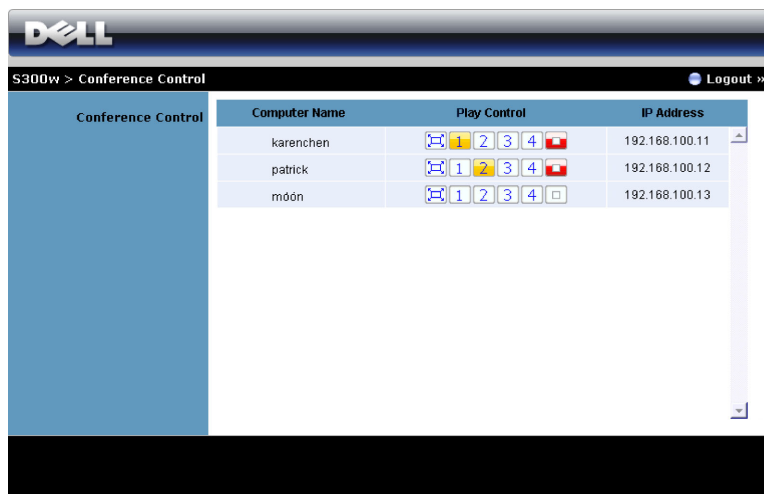 DELL
S300w > Conference Control
Logout »
Conference Control
Computer Name Play Control IP Address
karenchen 1 2 3 4 192.168.100.11
patrick 1 2 3 4 192.168.100.12
móón 1 2 3 4 192.168.100.13